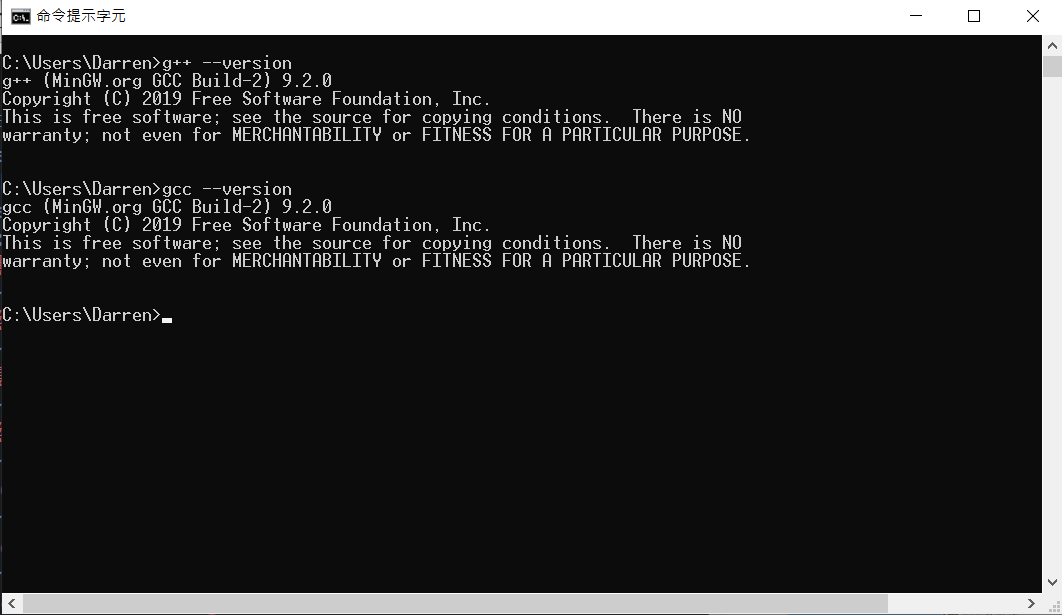 命令提示字元
C:\Users\Darren>g++ --version
g++ (MinGW.org GCC Build-2) 9.2.0
Copyright (C) 2019 Free Software Foundation, Inc.
This is free software; see the source for copying conditions.  There is NO
warranty; not even for MERCHANTABILITY or FITNESS FOR A PARTICULAR PURPOSE.
C:\Users\Darren>gcc --version
gcc (MinGW.org GCC Build-2) 9.2.0
Copyright (C) 2019 Free Software Foundation, Inc.
This is free software; see the source for copying conditions.  There is NO
warranty; not even for MERCHANTABILITY or FITNESS FOR A PARTICULAR PURPOSE.
C:\Users\Darren>